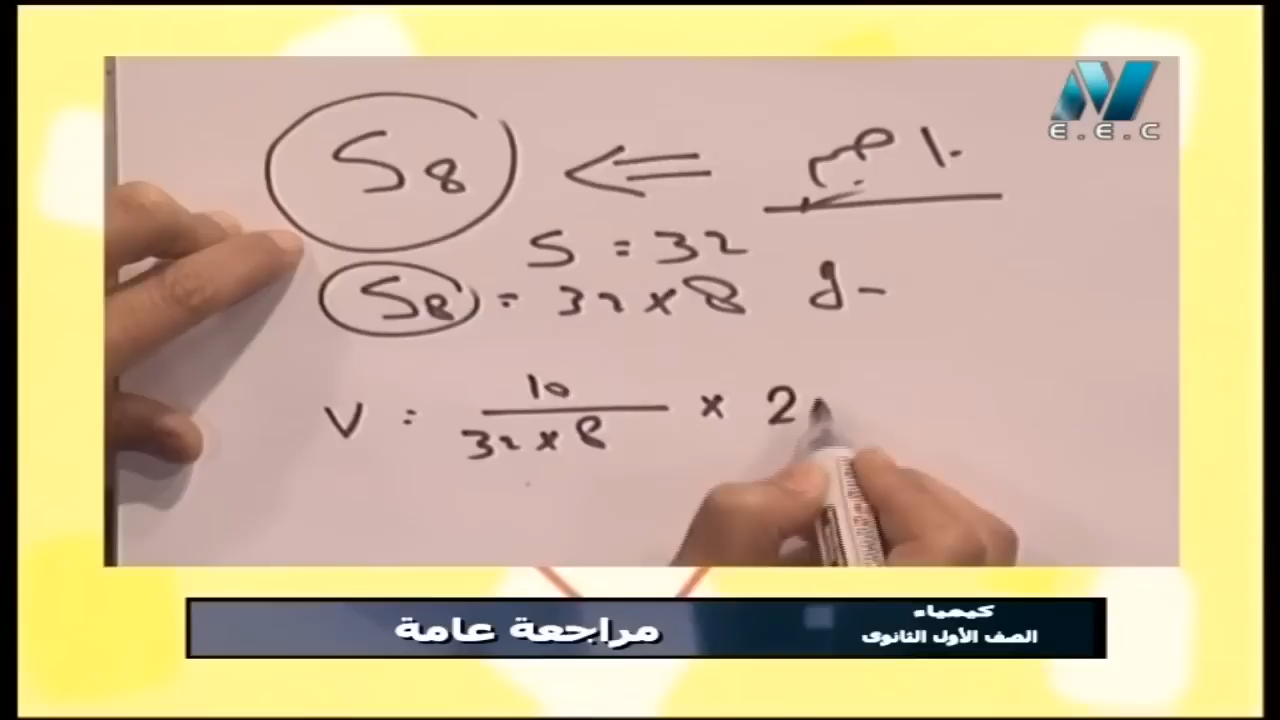 E.E.C
S8 ⇐ ١٠ جم
S = 32
S8 = 32 × 8 g
V = 10 / 32 × 8 × 2
كيمياء
الصف الأول الثانوى
مراجعة عامة